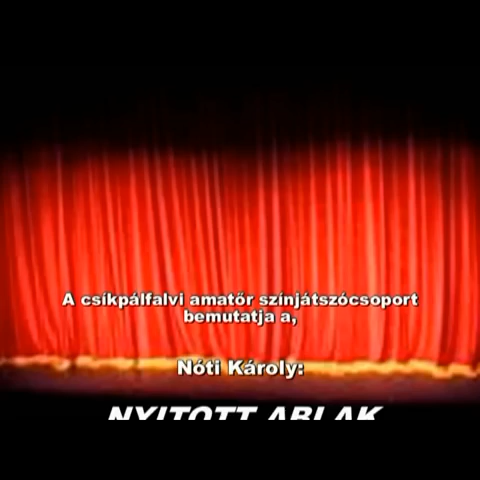 A csíkpálfalvi amatőr színjátszócsoport
bemutatja a,
Nóti Károly:
NYITOTT ABLAK